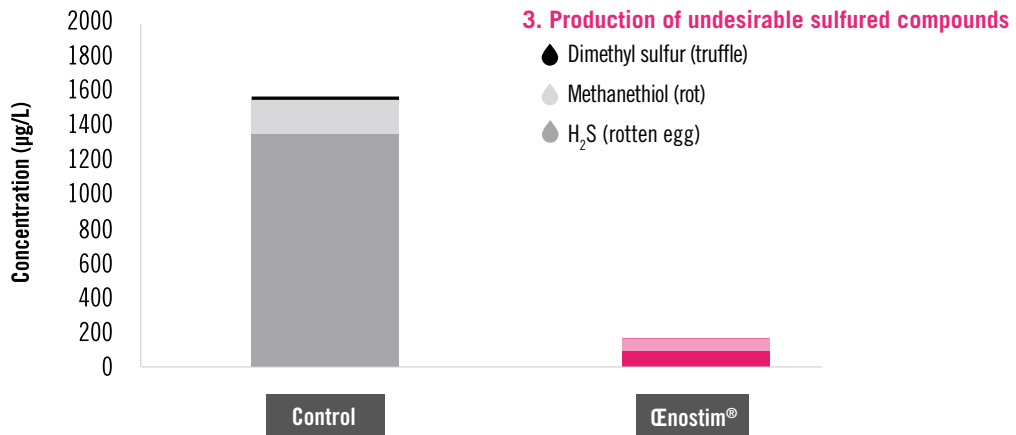 3. Production of undesirable sulfured compounds
Dimethyl sulfur (truffle)
Methanethiol (rot)
H₂S (rotten egg)
Concentration (µg/L)
2000
1800
1600
1400
1200
1000
800
600
400
200
0
Control
Œnostim®